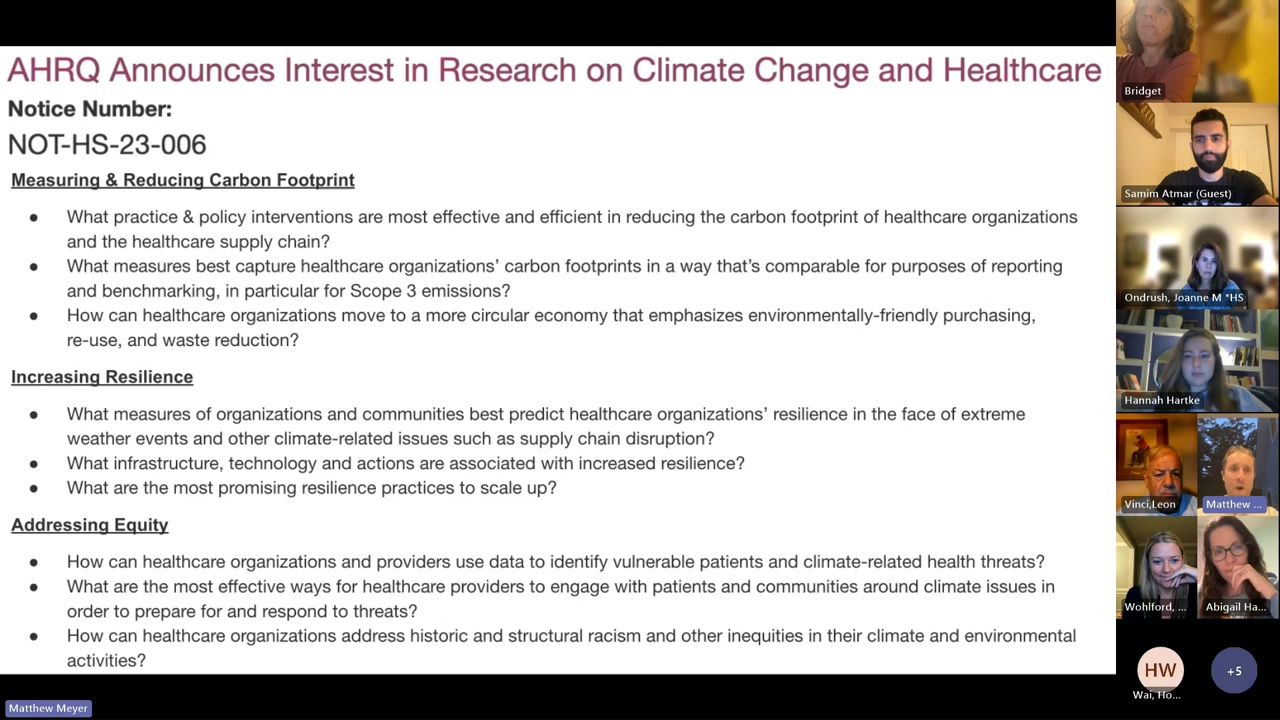 AHRQ Announces Interest in Research on Climate Change and Healthcare
Notice Number:
NOT-HS-23-006
Measuring & Reducing Carbon Footprint
● What practice & policy interventions are most effective and efficient in reducing the carbon footprint of healthcare organizations
and the healthcare supply chain?
● What measures best capture healthcare organizations’ carbon footprints in a way that’s comparable for purposes of reporting
and benchmarking, in particular for Scope 3 emissions?
● How can healthcare organizations move to a more circular economy that emphasizes environmentally-friendly purchasing,
re-use, and waste reduction?
Increasing Resilience
● What measures of organizations and communities best predict healthcare organizations’ resilience in the face of extreme
weather events and other climate-related issues such as supply chain disruption?
● What infrastructure, technology and actions are associated with increased resilience?
● What are the most promising resilience practices to scale up?
Addressing Equity
● How can healthcare organizations and providers use data to identify vulnerable patients and climate-related health threats?
● What are the most effective ways for healthcare providers to engage with patients and communities around climate issues in
order to prepare for and respond to threats?
● How can healthcare organizations address historic and structural racism and other inequities in their climate and environmental
activities?
Matthew Meyer
Bridget
Samim Atmar (Guest)
Ondrush, Joanne M *HS
Hannah Hartke
Vinci,Leon
Matthew ...
Wohlford, ...
Abigail Ha...
HW
Wai, Ho...
+5